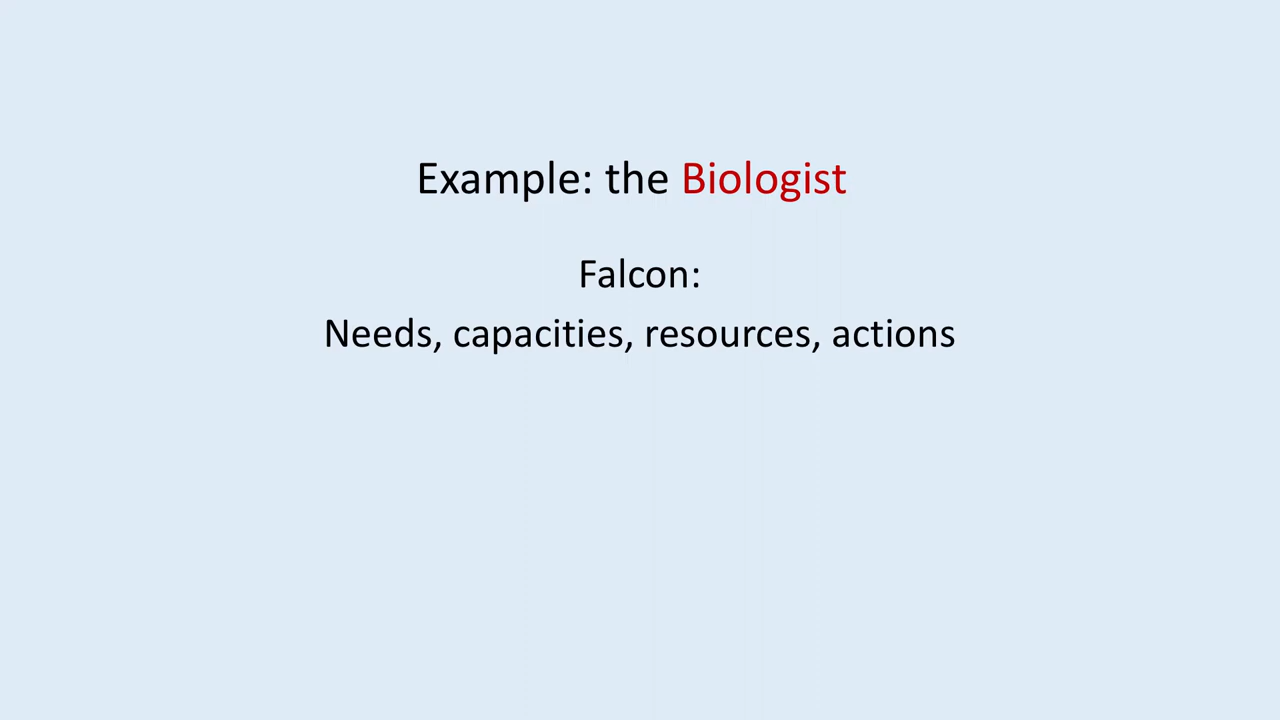 Example: the Biologist
Falcon:
Needs, capacities, resources, actions